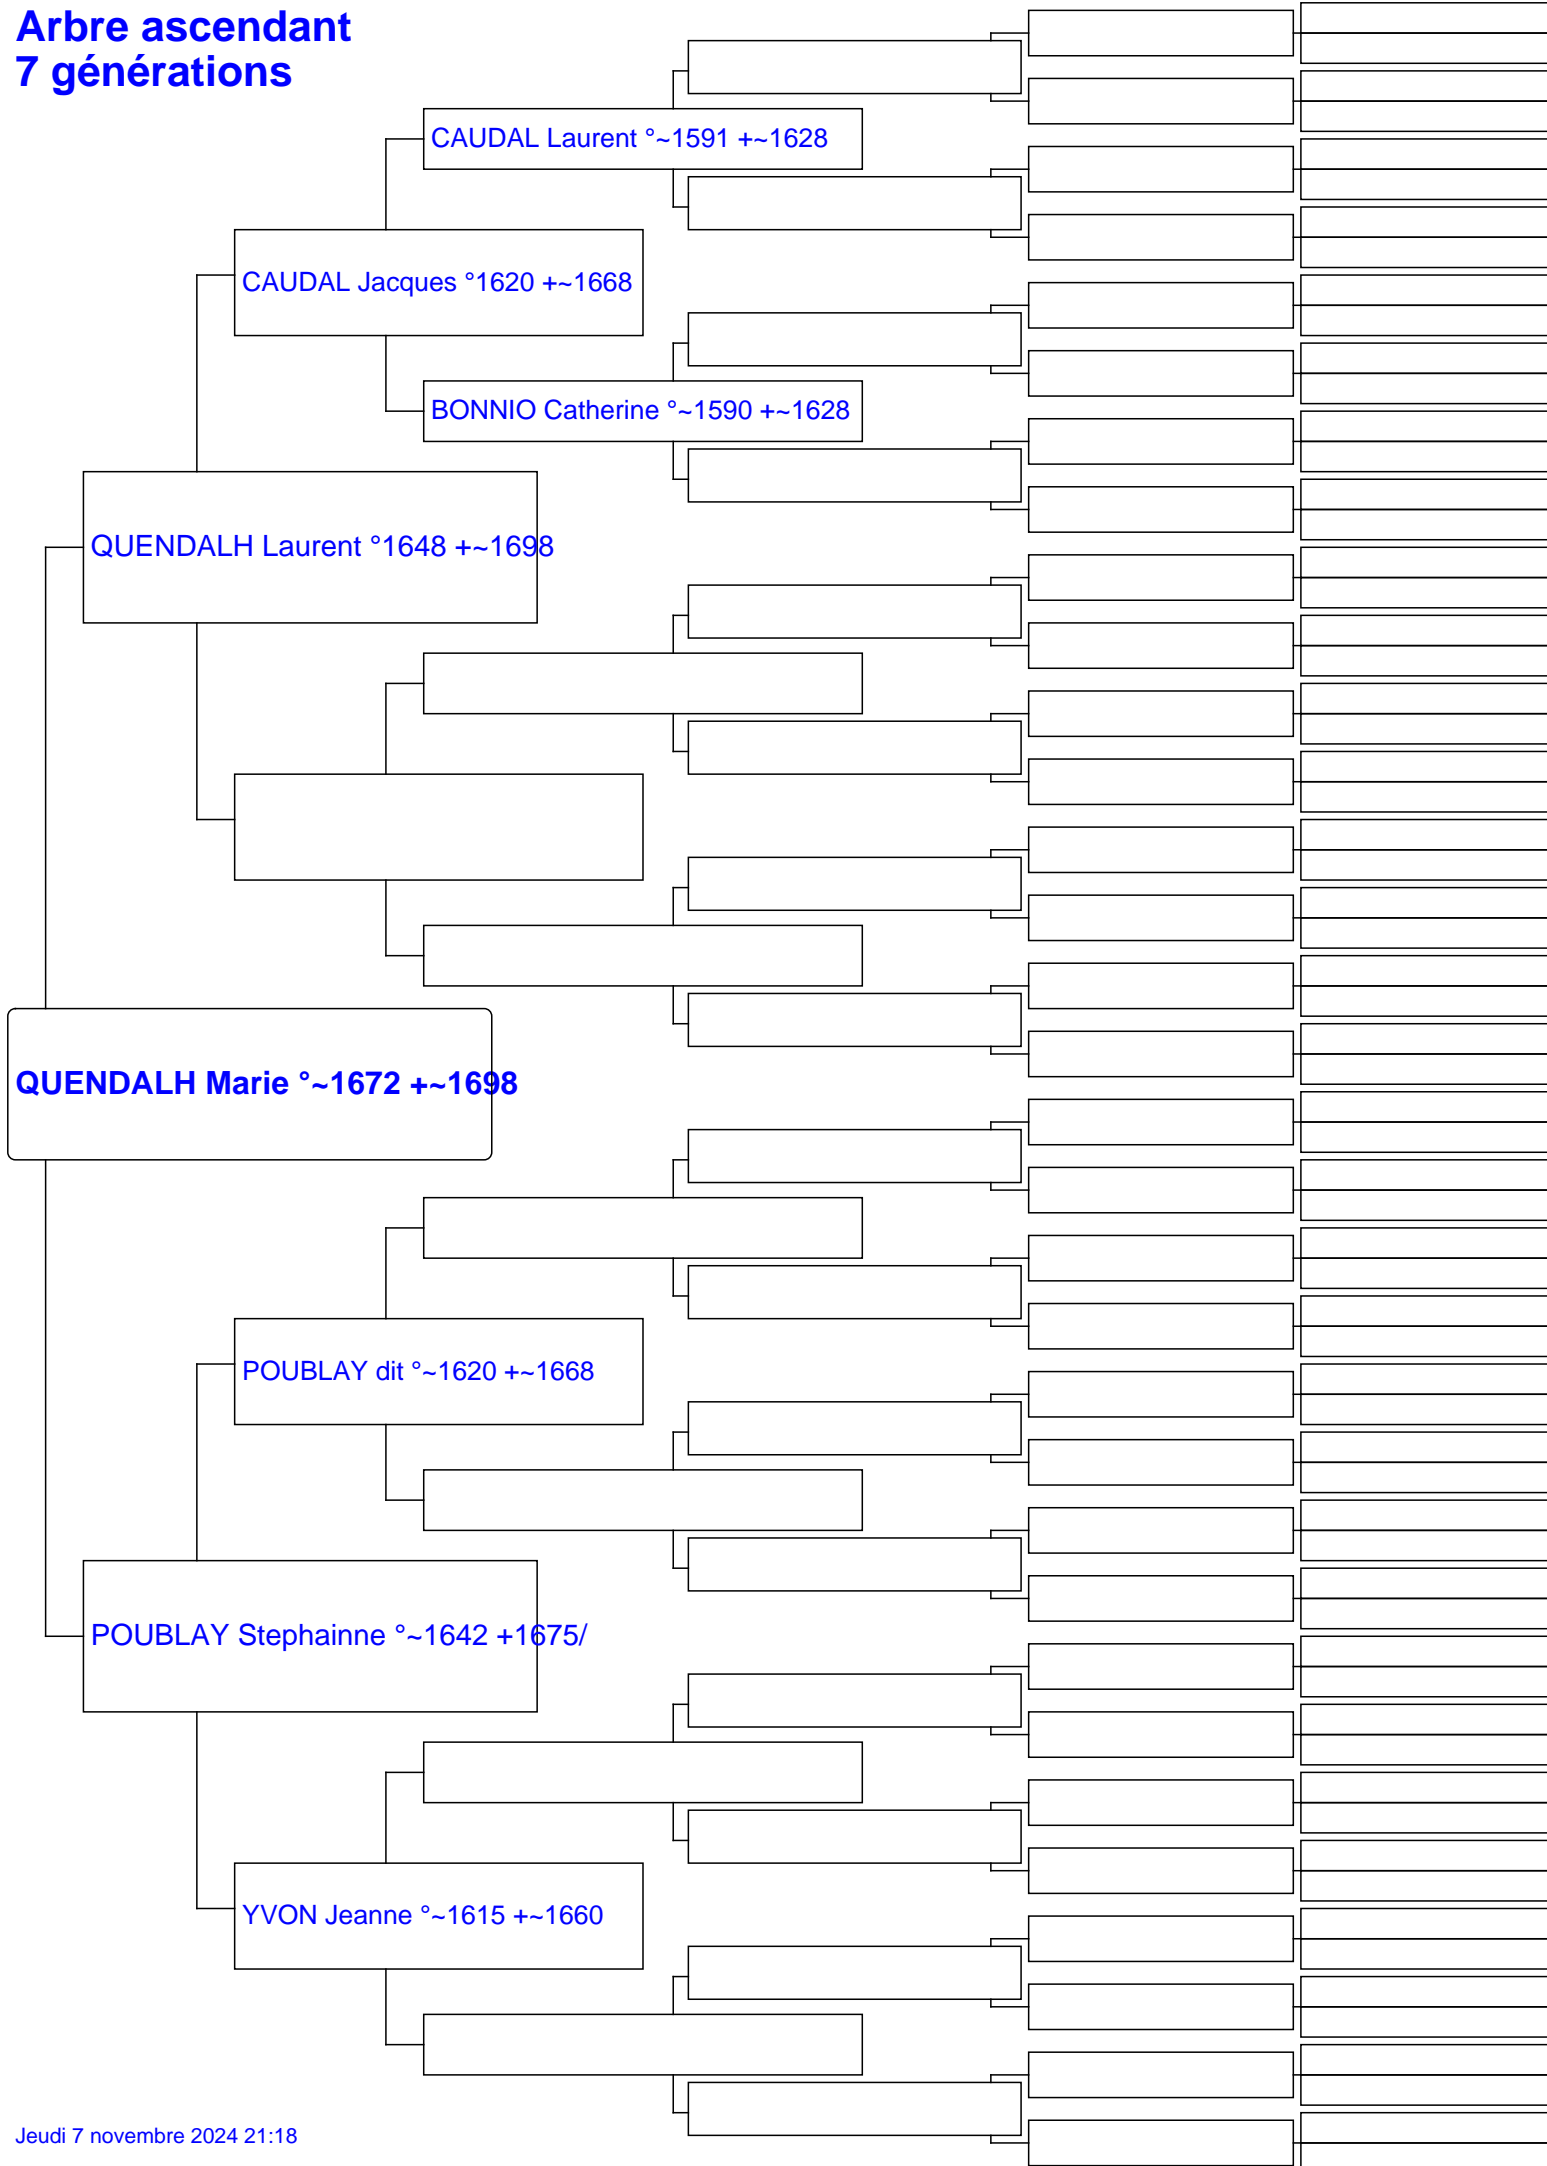 Arbre ascendant
7 générations
CAUDAL Laurent °~1591 +~1628
CAUDAL Jacques °1620 +~1668
BONNIO Catherine °~1590 +~1628
QUENDALH Laurent °1648 +~1698
QUENDALH Marie °~1672 +~1698
POUBLAY dit °~1620 +~1668
POUBLAY Stephainne °~1642 +1675/
YVON Jeanne °~1615 +~1660
Jeudi 7 novembre 2024 21:18